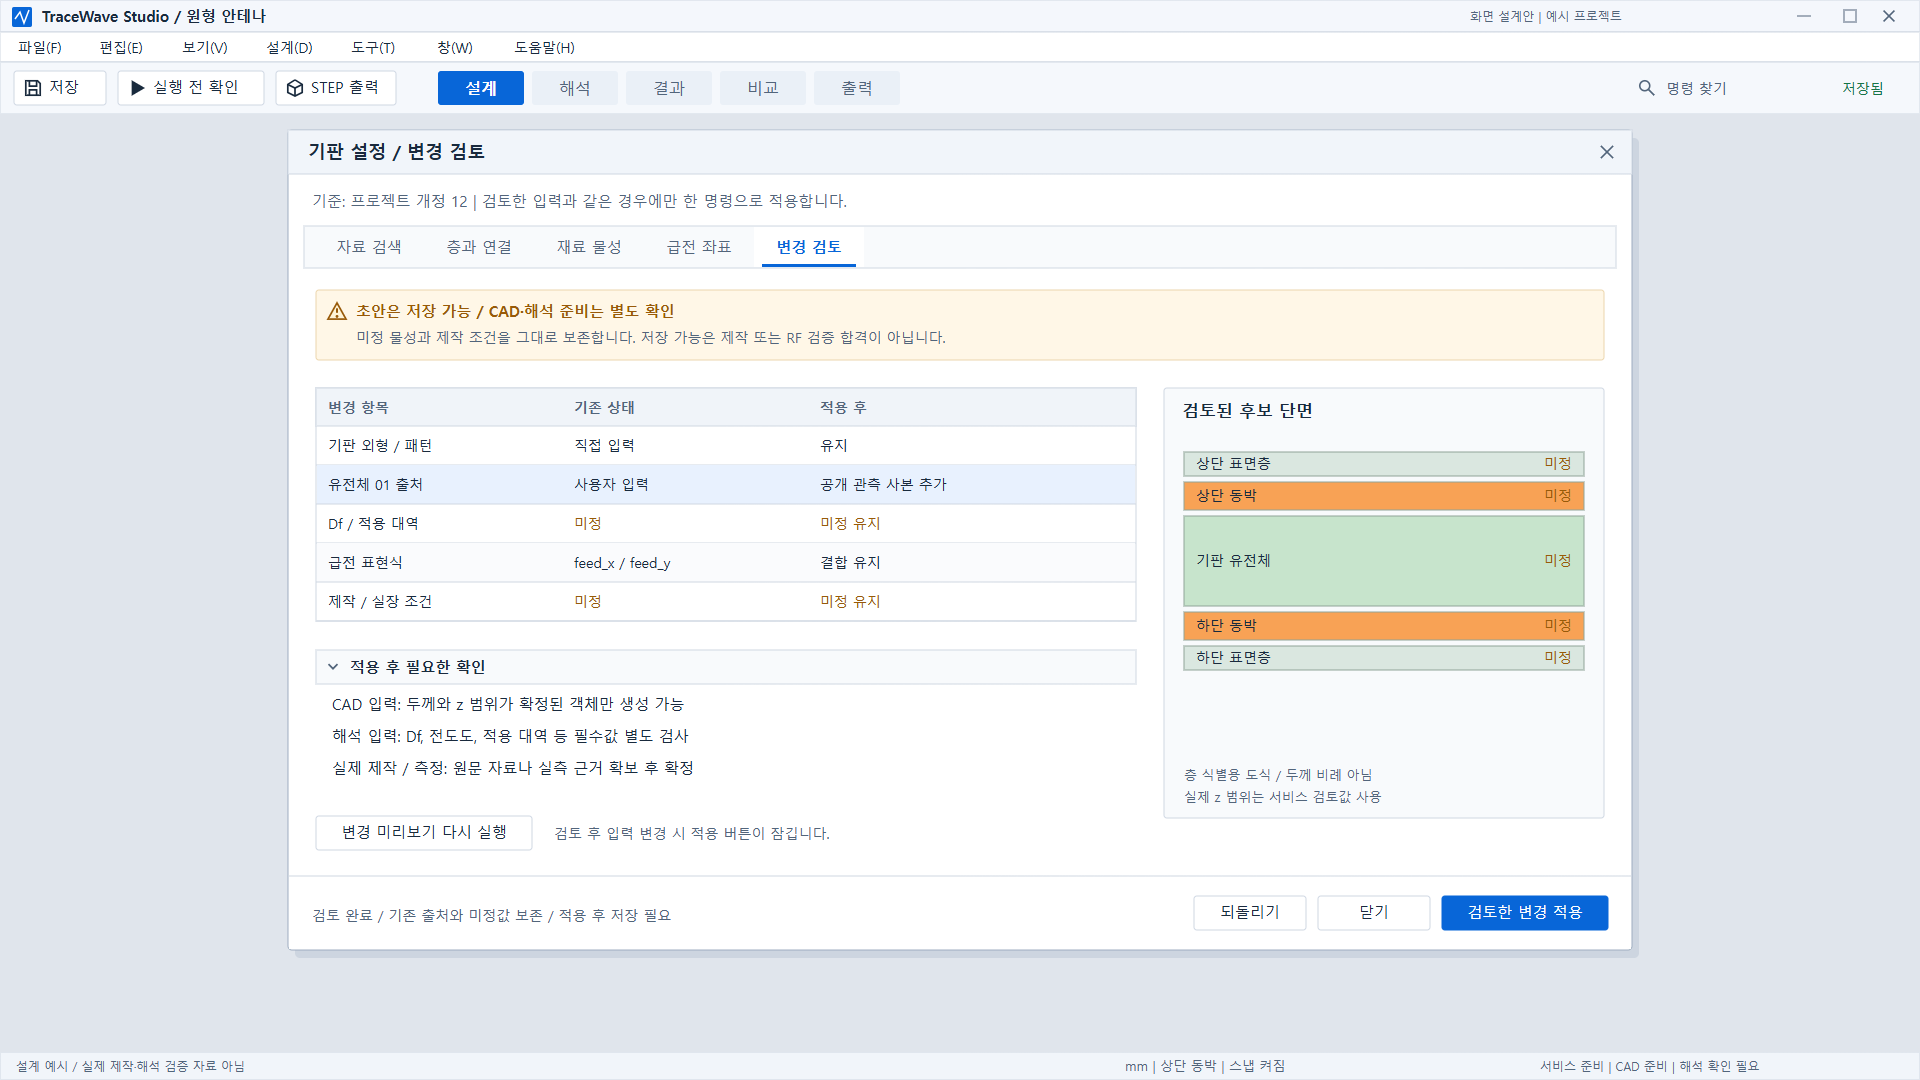 TraceWave Studio / 원형 안테나
화면 설계안 | 예시 프로젝트
파일(F) 편집(E) 보기(V) 설계(D) 도구(T) 창(W) 도움말(H)
저장 실행 전 확인 STEP 출력 설계 해석 결과 비교 출력 명령 찾기 저장됨
기판 설정 / 변경 검토
기준: 프로젝트 개정 12 | 검토한 입력과 같은 경우에만 한 명령으로 적용합니다.
자료 검색 층과 연결 재료 물성 급전 좌표 변경 검토
초안은 저장 가능 / CAD·해석 준비는 별도 확인
미정 물성과 제작 조건을 그대로 보존합니다. 저장 가능은 제작 또는 RF 검증 합격이 아닙니다.
변경 항목 기존 상태 적용 후
기판 외형 / 패턴 직접 입력 유지
유전체 01 출처 사용자 입력 공개 관측 사본 추가
Df / 적용 대역 미정 미정 유지
급전 표현식 feed_x / feed_y 결합 유지
제작 / 실장 조건 미정 미정 유지
적용 후 필요한 확인
CAD 입력: 두께와 z 범위가 확정된 객체만 생성 가능
해석 입력: Df, 전도도, 적용 대역 등 필수값 별도 검사
실제 제작 / 측정: 원문 자료나 실측 근거 확보 후 확정
변경 미리보기 다시 실행 검토 후 입력 변경 시 적용 버튼이 잠깁니다.
검토된 후보 단면
상단 표면층 미정
상단 동박 미정
기판 유전체 미정
하단 동박 미정
하단 표면층 미정
층 식별용 도식 / 두께 비례 아님
실제 z 범위는 서비스 검토값 사용
검토 완료 / 기존 출처와 미정값 보존 / 적용 후 저장 필요
되돌리기 닫기 검토한 변경 적용
설계 예시 / 실제 제작·해석 검증 자료 아님
mm | 상단 동박 | 스냅 켜짐
서비스 준비 | CAD 준비 | 해석 확인 필요